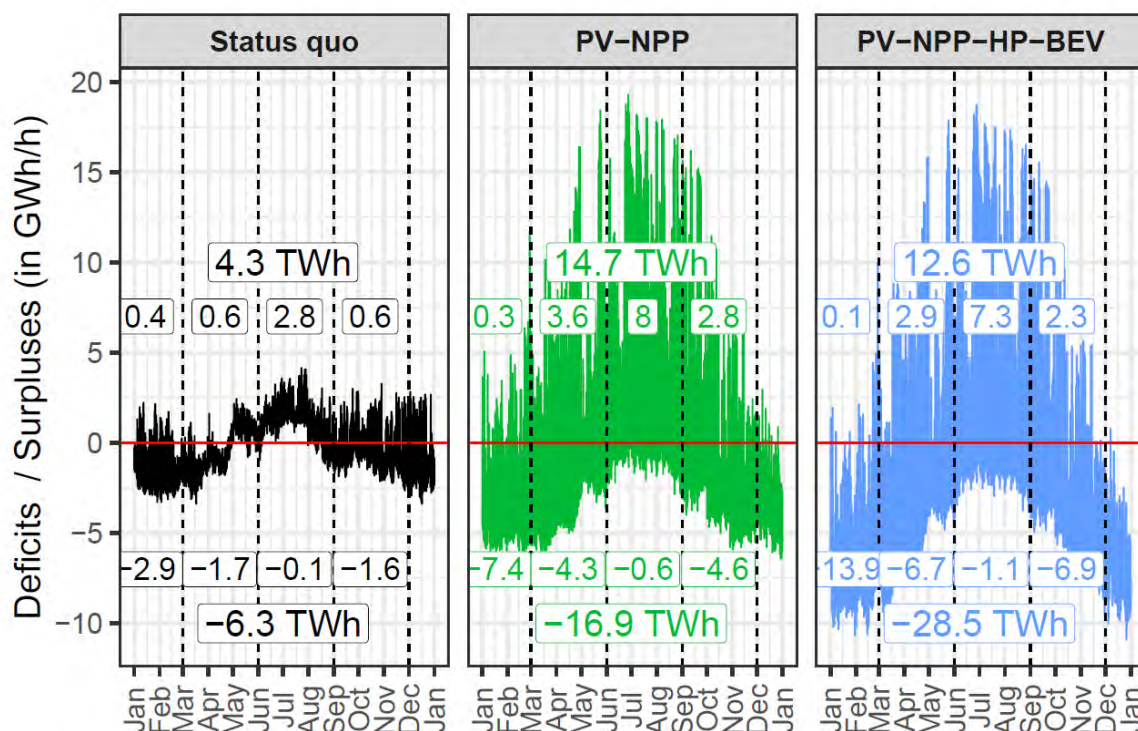 Status quo
PV−NPP
PV−NPP−HP−BEV
Deficits / Surpluses (in GWh/h)
20
15
10
5
0
−5
−10
4.3 TWh
0.4
0.6
2.8
0.6
−2.9
−1.7
−0.1
−1.6
−6.3 TWh
14.7 TWh
0.3
3.6
8
2.8
−7.4
−4.3
−0.6
−4.6
−16.9 TWh
12.6 TWh
0.1
2.9
7.3
2.3
−13.9
−6.7
−1.1
−6.9
−28.5 TWh
Jan
Feb
Mar
Apr
May
Jun
Jul
Aug
Sep
Oct
Nov
Dec
Jan
Jan
Feb
Mar
Apr
May
Jun
Jul
Aug
Sep
Oct
Nov
Dec
Jan
Jan
Feb
Mar
Apr
May
Jun
Jul
Aug
Sep
Oct
Nov
Dec
Jan